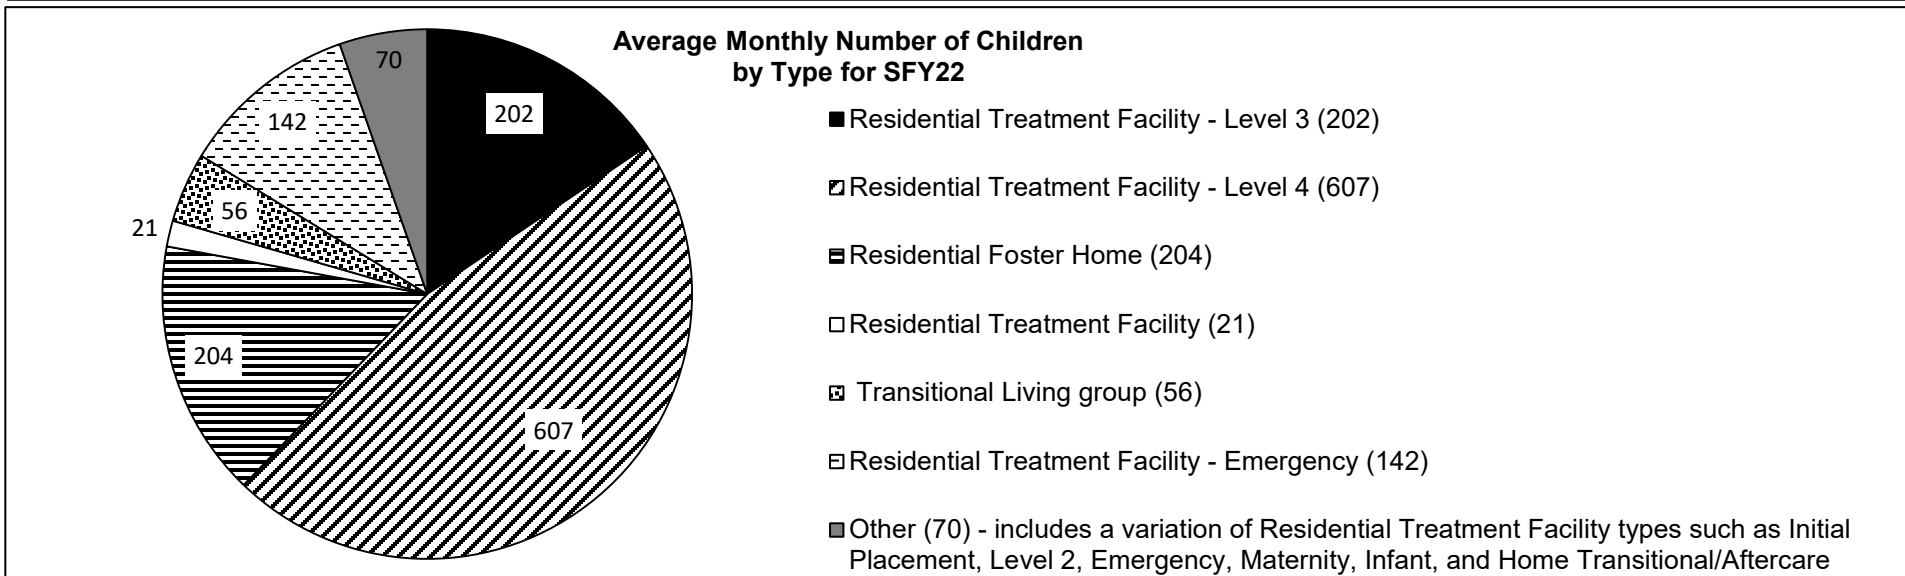 Average Monthly Number of Children
by Type for SFY22
70
202
142
56
21
204
607
Residential Treatment Facility - Level 3 (202)
Residential Treatment Facility - Level 4 (607)
Residential Foster Home (204)
Residential Treatment Facility (21)
Transitional Living group (56)
Residential Treatment Facility - Emergency (142)
Other (70) - includes a variation of Residential Treatment Facility types such as Initial
Placement, Level 2, Emergency, Maternity, Infant, and Home Transitional/Aftercare